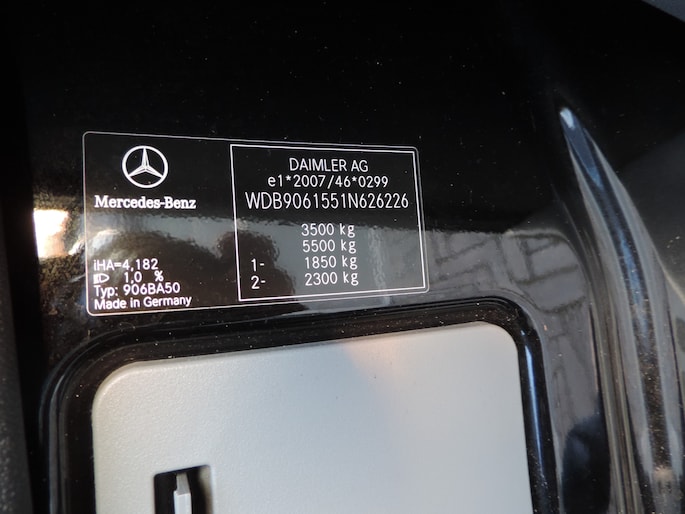 Mercedes-Benz
iHA=4,182
1.0 %
Typ: 906BA50
Made in Germany
DAIMLER AG
e1*2007/46*0299
WDB9061551N626226
3500 kg
5500 kg
1- 1850 kg
2- 2300 kg